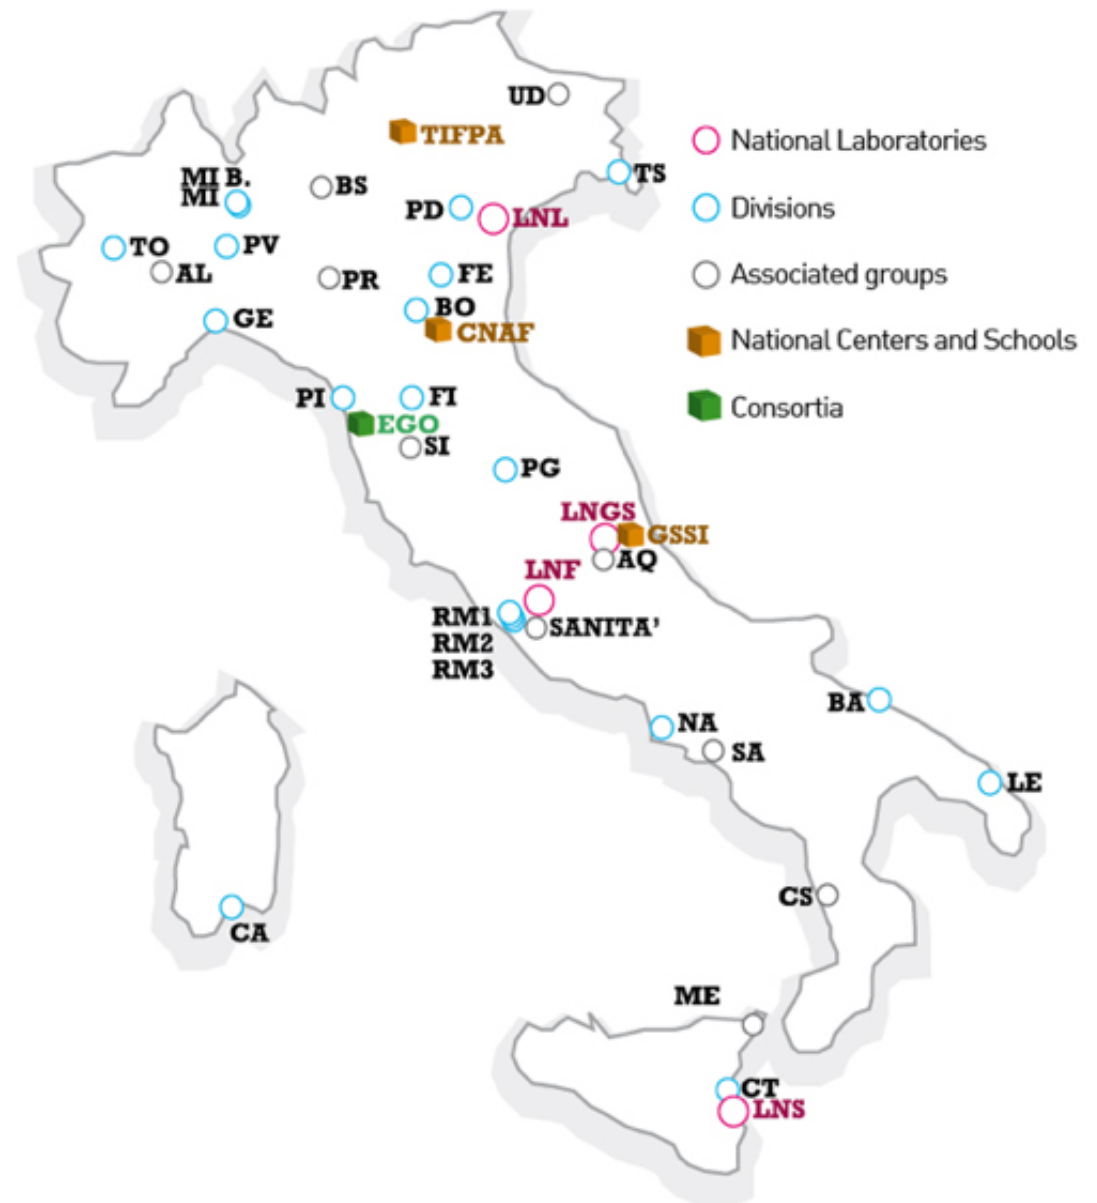 UD
TIFPA
National Laboratories
TS
MI B.
MI
BS
PD
LNL
Divisions
TO
PV
AL
PR
FE
Associated groups
BO
GE
CNAF
National Centers and Schools
PI
FI
EGO
Consortia
SI
PG
LNGS
GSSI
AQ
LNF
RM1
SANITA’
RM2
RM3
BA
NA
SA
LE
CS
CA
ME
CT
LNS